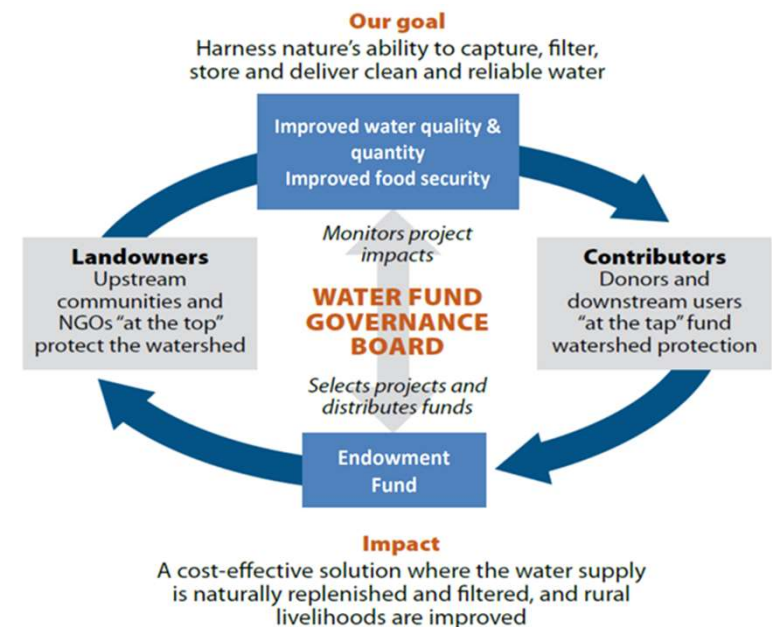 Our goal
Harness nature's ability to capture, filter,
store and deliver clean and reliable water
Improved water quality &
quantity
Improved food security
Monitors project
impacts
Landowners
Upstream
communities and
NGOs "at the top"
protect the watershed
WATER FUND
GOVERNANCE
BOARD
Contributors
Donors and
downstream users
"at the tap" fund
watershed protection
Selects projects and
distributes funds
Endowment
Fund
Impact
A cost-effective solution where the water supply
is naturally replenished and filtered, and rural
livelihoods are improved